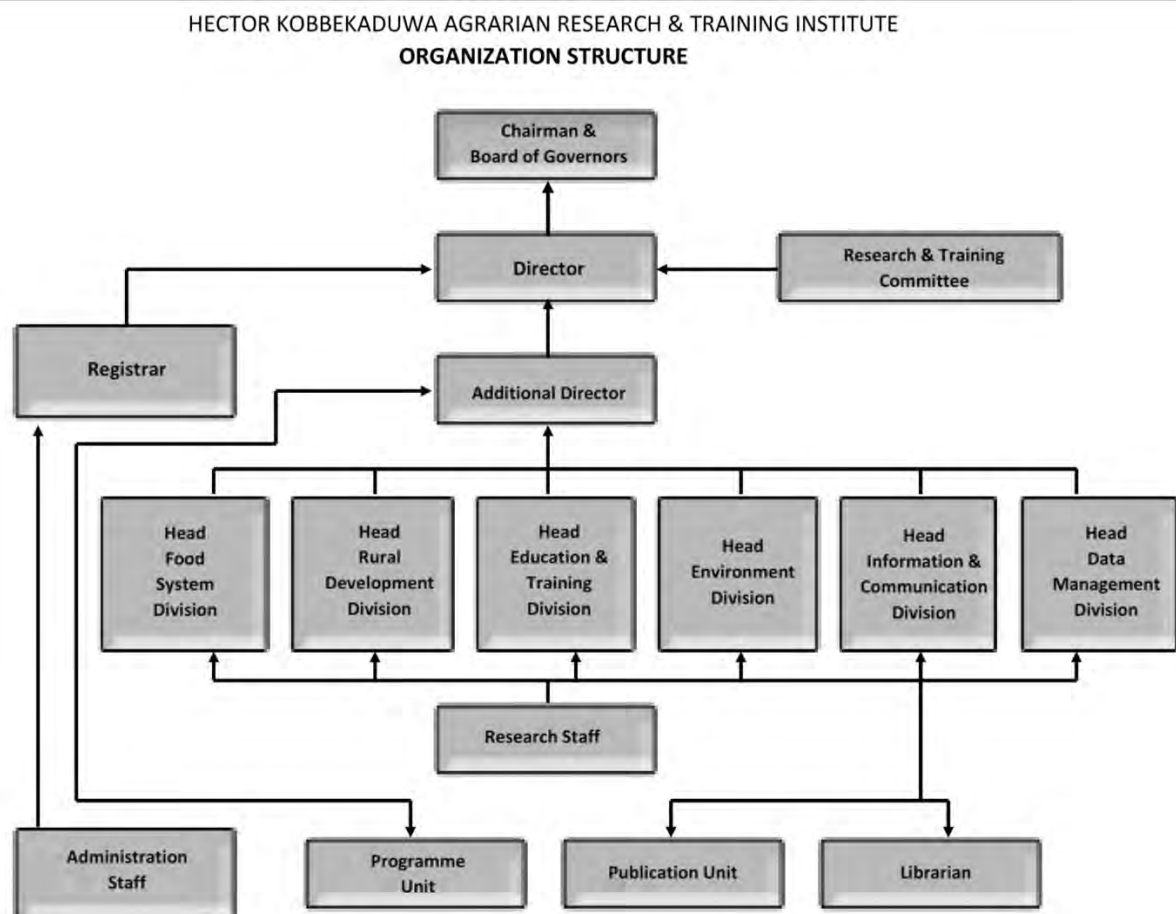 HECTOR KOBBEKADUWA AGRARIAN RESEARCH & TRAINING INSTITUTE
ORGANIZATION STRUCTURE
Chairman &
Board of Governors
Director
Research & Training
Committee
Registrar
Additional Director
Head
Food
System
Division
Head
Rural
Development
Division
Head
Education &
Training
Division
Head
Environment
Division
Head
Information &
Communication
Division
Head
Data
Management
Division
Research Staff
Administration
Staff
Programme
Unit
Publication Unit
Librarian